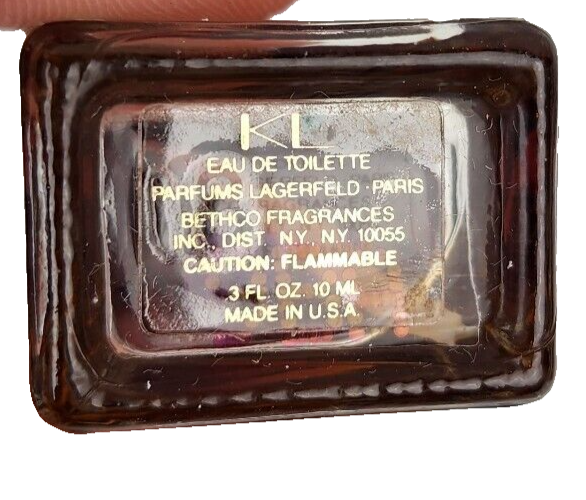 KL
EAU DE TOILETTE
PARFUMS LAGERFELD · PARIS
BETHCO FRAGRANCES
INC., DIST. N.Y., N.Y. 10055
CAUTION: FLAMMABLE
.3 FL. OZ. 10 ML
MADE IN U.S.A.